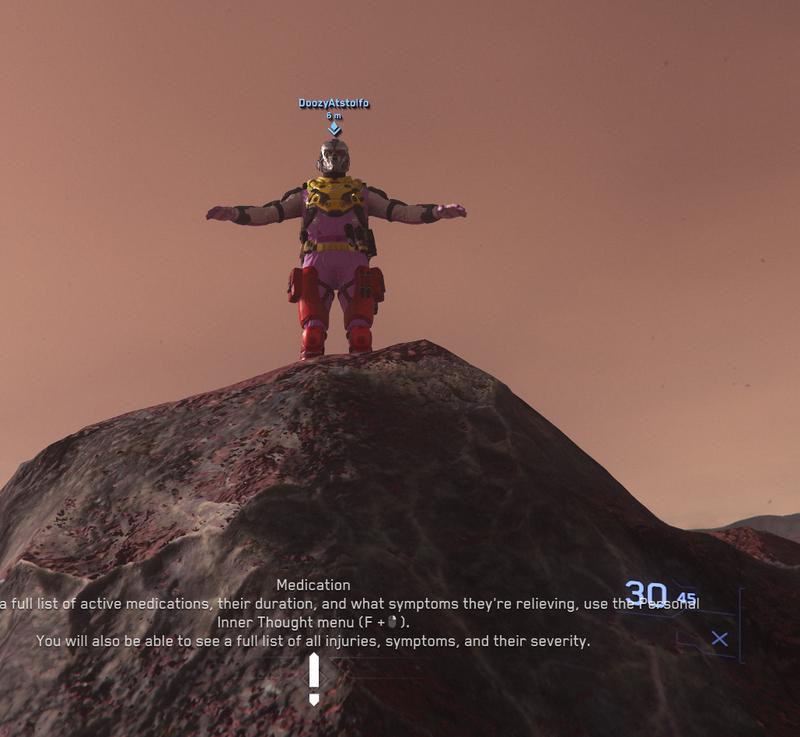 DoozyAtstolfo
6 m
Medication
a full list of active medications, their duration, and what symptoms they're relieving, use the Personal
Inner Thought menu (F + ).
You will also be able to see a full list of all injuries, symptoms, and their severity.
30 45